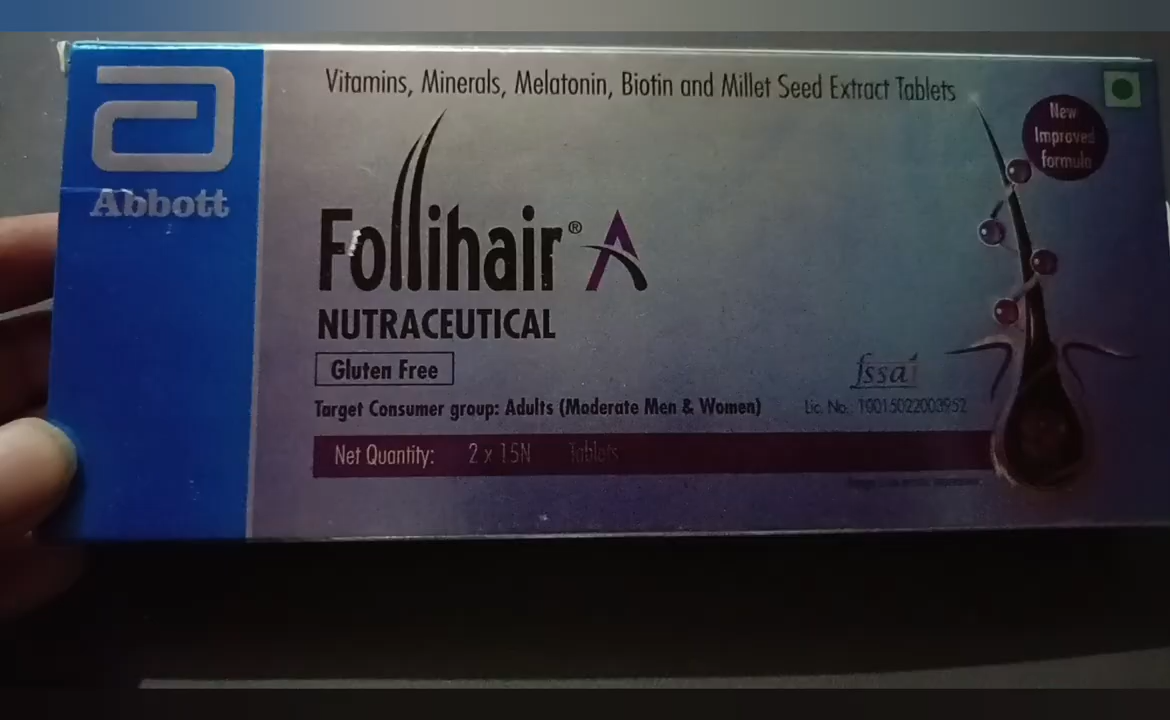 Vitamins, Minerals, Melatonin, Biotin and Millet Seed Extract Tablets
New
Improved
formula
Abbott
Follihair® A
NUTRACEUTICAL
Gluten Free
fssai
Target Consumer group: Adults (Moderate Men & Women)
Lic. No.: 10015022003952
Net Quantity: 2 x 15N Tablets